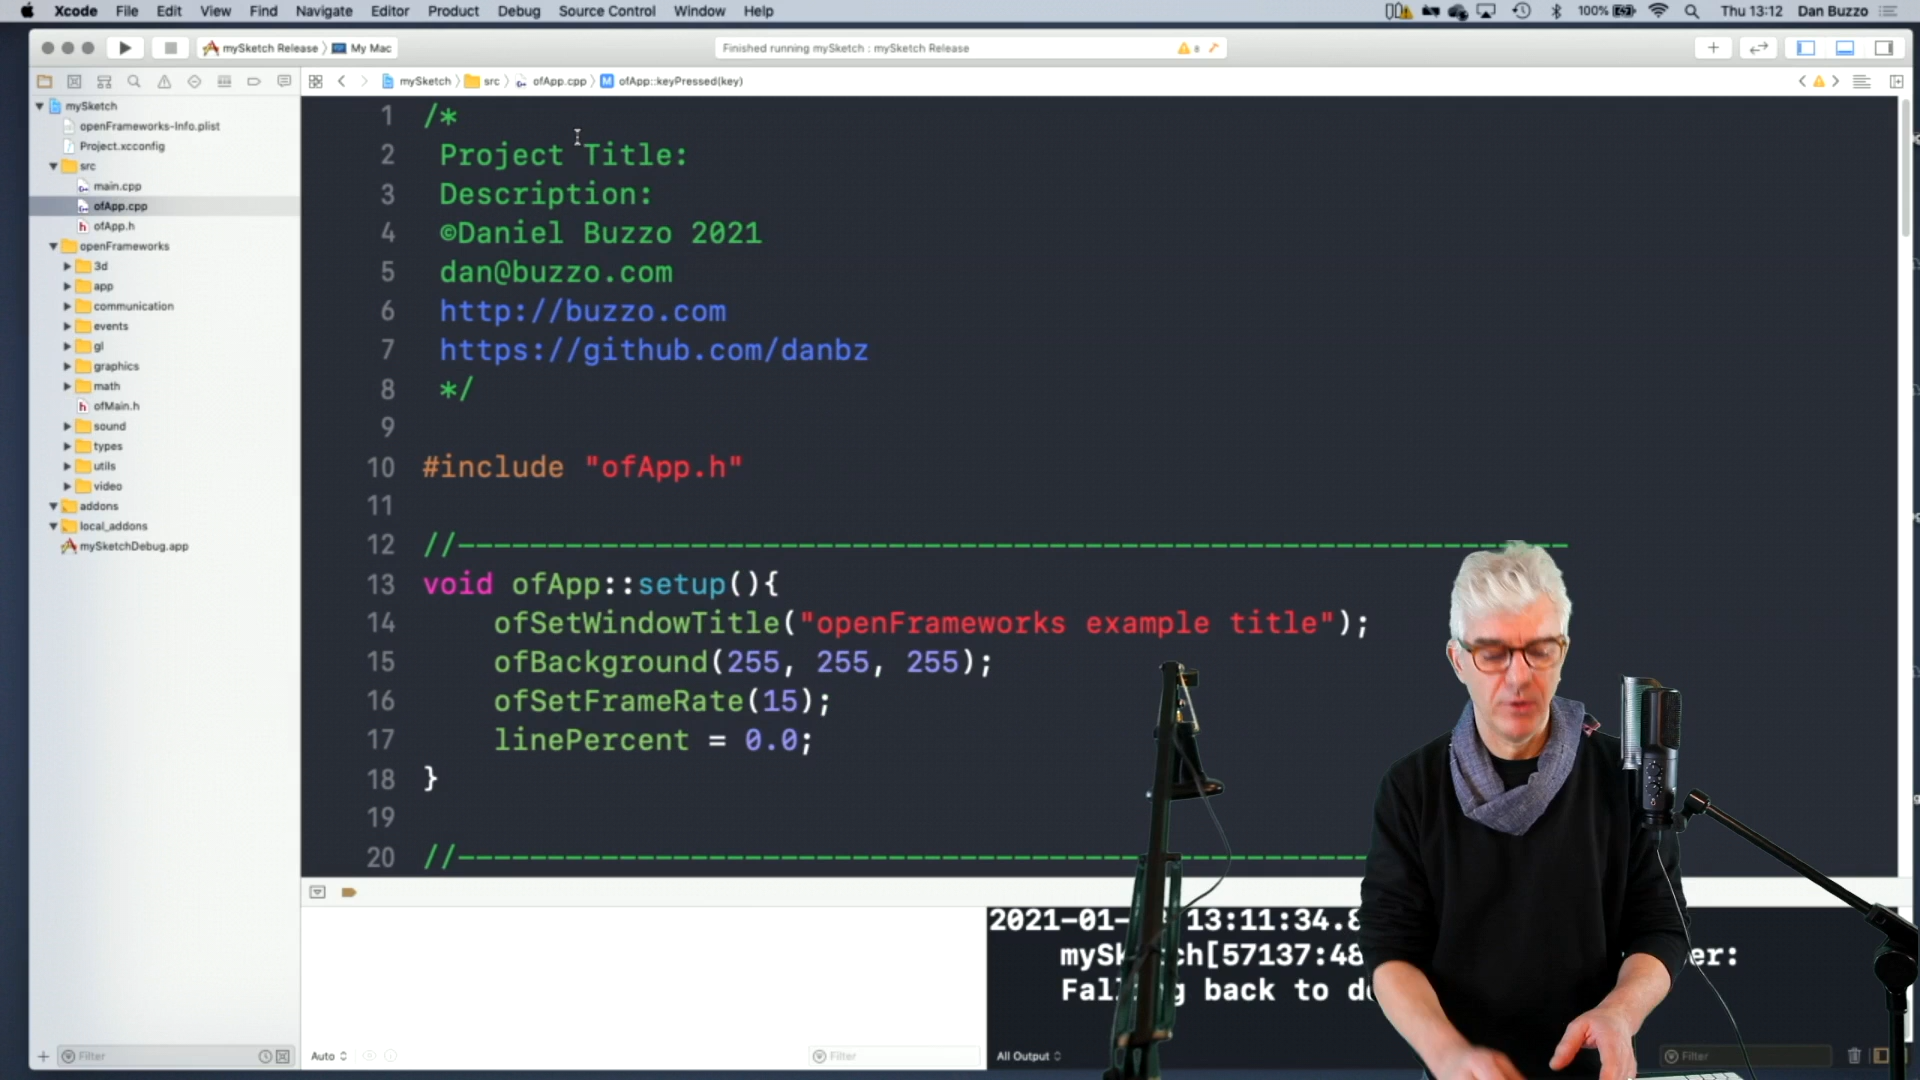 Xcode File Edit View Find Navigate Editor Product Debug Source Control Window Help 100% Thu 13:12 Dan Buzzo
mySketch Release My Mac Finished running mySketch : mySketch Release 8
mySketch src ofApp.cpp M ofApp::keyPressed(key)
mySketch
openFrameworks-Info.plist
Project.xcconfig
src
main.cpp
ofApp.cpp
h ofApp.h
openFrameworks
3d
app
communication
events
gl
graphics
math
h ofMain.h
sound
types
utils
video
addons
local_addons
mySketchDebug.app
1 /*
2 Project Title:
3 Description:
4 ©Daniel Buzzo 2021
5 dan@buzzo.com
6 http://buzzo.com
7 https://github.com/danbz
8 */
9
10 #include "ofApp.h"
11
12 //--------------------------------------------------------------
13 void ofApp::setup(){
14 ofSetWindowTitle("openFrameworks example title");
15 ofBackground(255, 255, 255);
16 ofSetFrameRate(15);
17 linePercent = 0.0;
18 }
19
20 //----------------------------------------------------
2021-01- 13:11:34.8
Filter Auto Filter All Output Filter